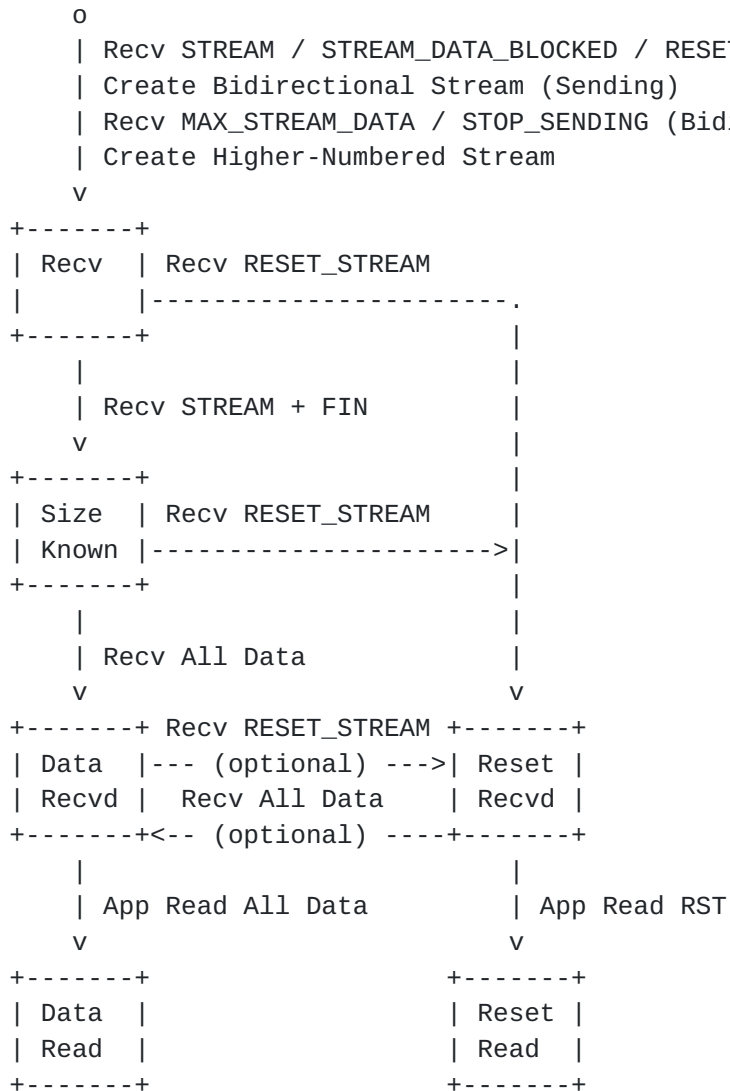 o
| Recv STREAM / STREAM_DATA_BLOCKED /
| Create Bidirectional Stream (Sending)
| Recv MAX_STREAM_DATA / STOP_SENDING
| Create Higher-Numbered Stream
v
+-------+
| Recv  | Recv RESET_STREAM
|       |-----------------------.
+-------+                       |
    |                           |
    | Recv STREAM + FIN         |
    v                           |
+-------+                       |
| Size  | Recv RESET_STREAM     |
| Known |---------------------->|
+-------+                       |
    |                           |
    | Recv All Data             |
    v                           v
+-------+ Recv RESET_STREAM +-------+
| Data  |--- (optional) --->| Reset |
| Recvd |  Recv All Data    | Recvd |
+-------+<-- (optional) ----+-------+
    |                           |
    | App Read All Data         | App Read RST
    v                           v
+-------+                   +-------+
| Data  |                   | Reset |
| Read  |                   | Read  |
+-------+                   +-------+